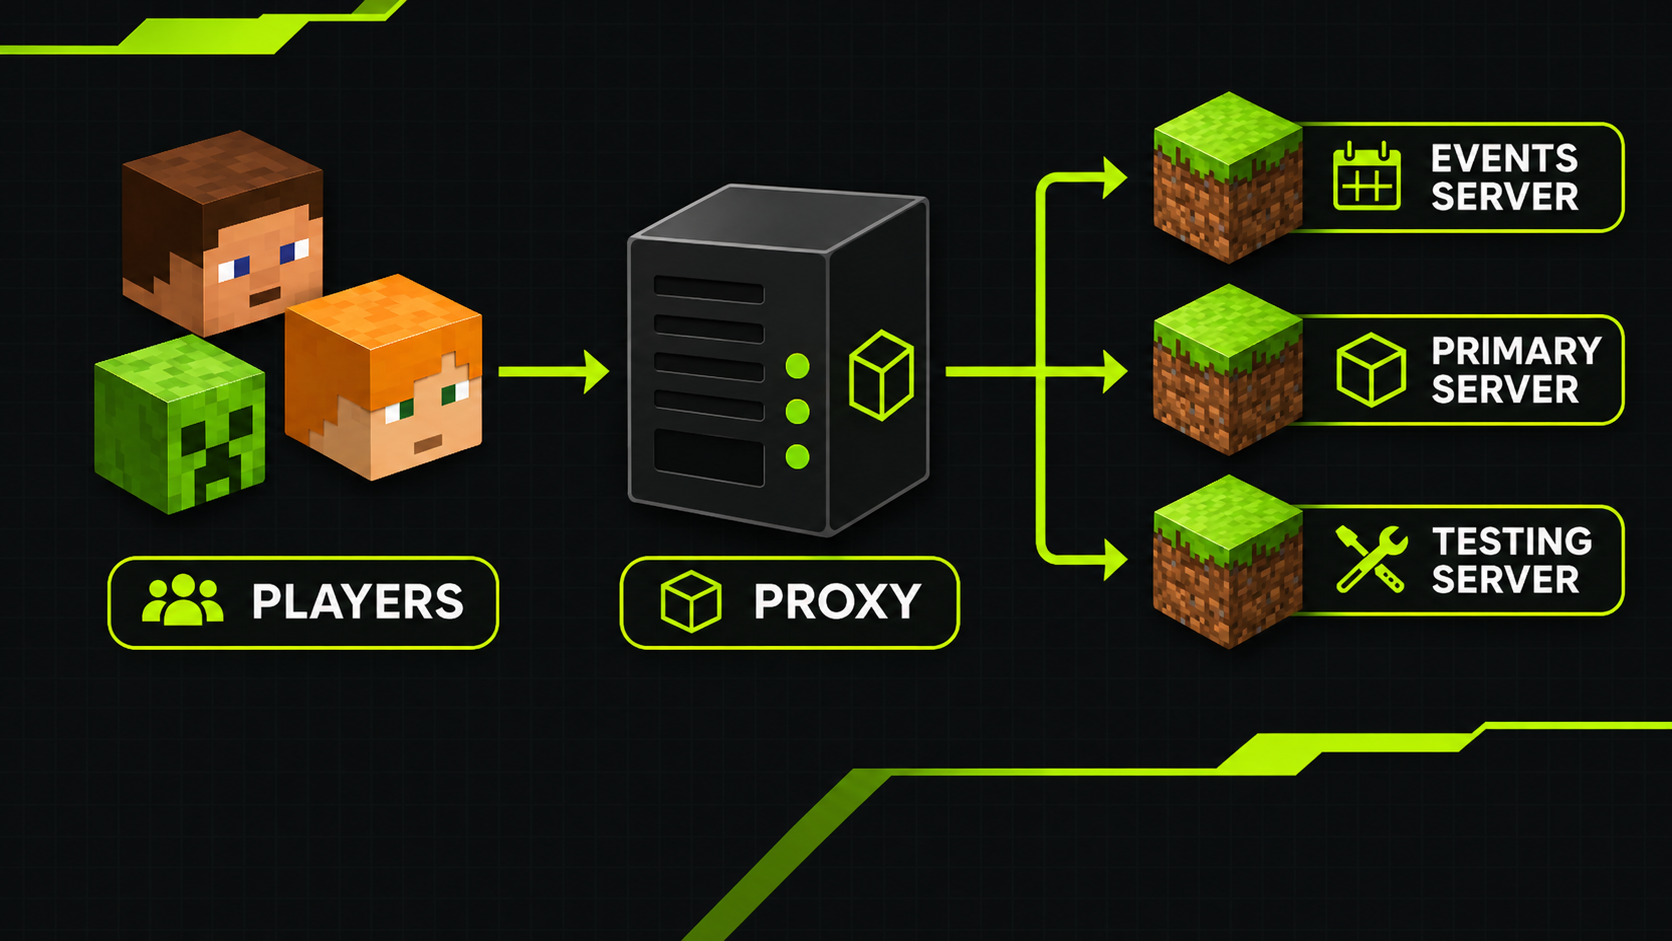 PLAYERS
PROXY
EVENTS
SERVER
PRIMARY
SERVER
TESTING
SERVER